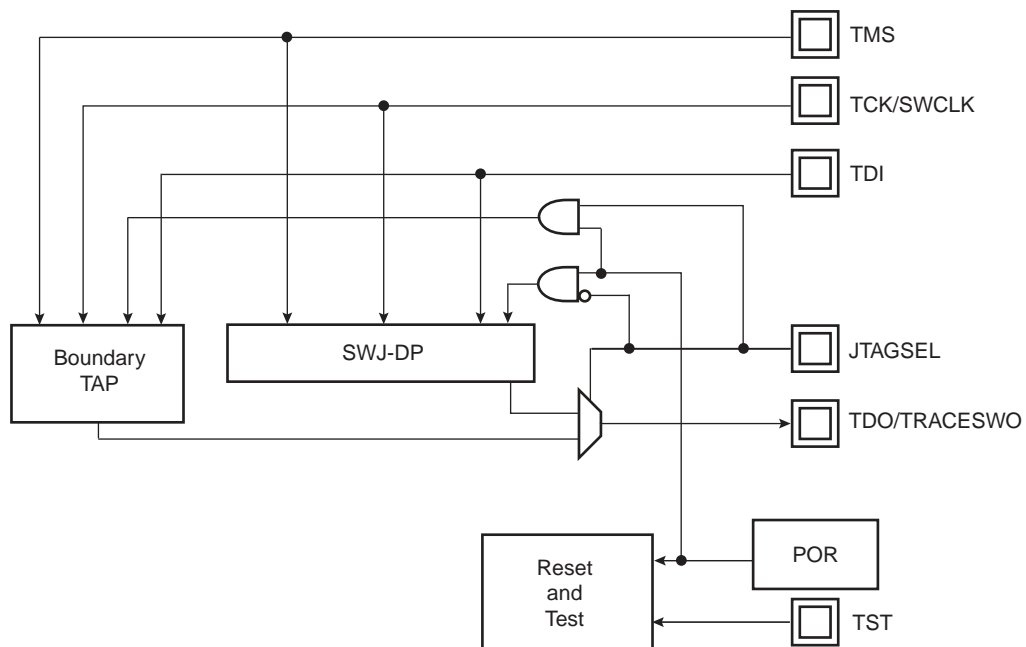 TMS
TCK/SWCLK
TDI
Boundary
TAP
SWJ-DP
JTAGSEL
TDO/TRACESWO
Reset
and
Test
POR
TST